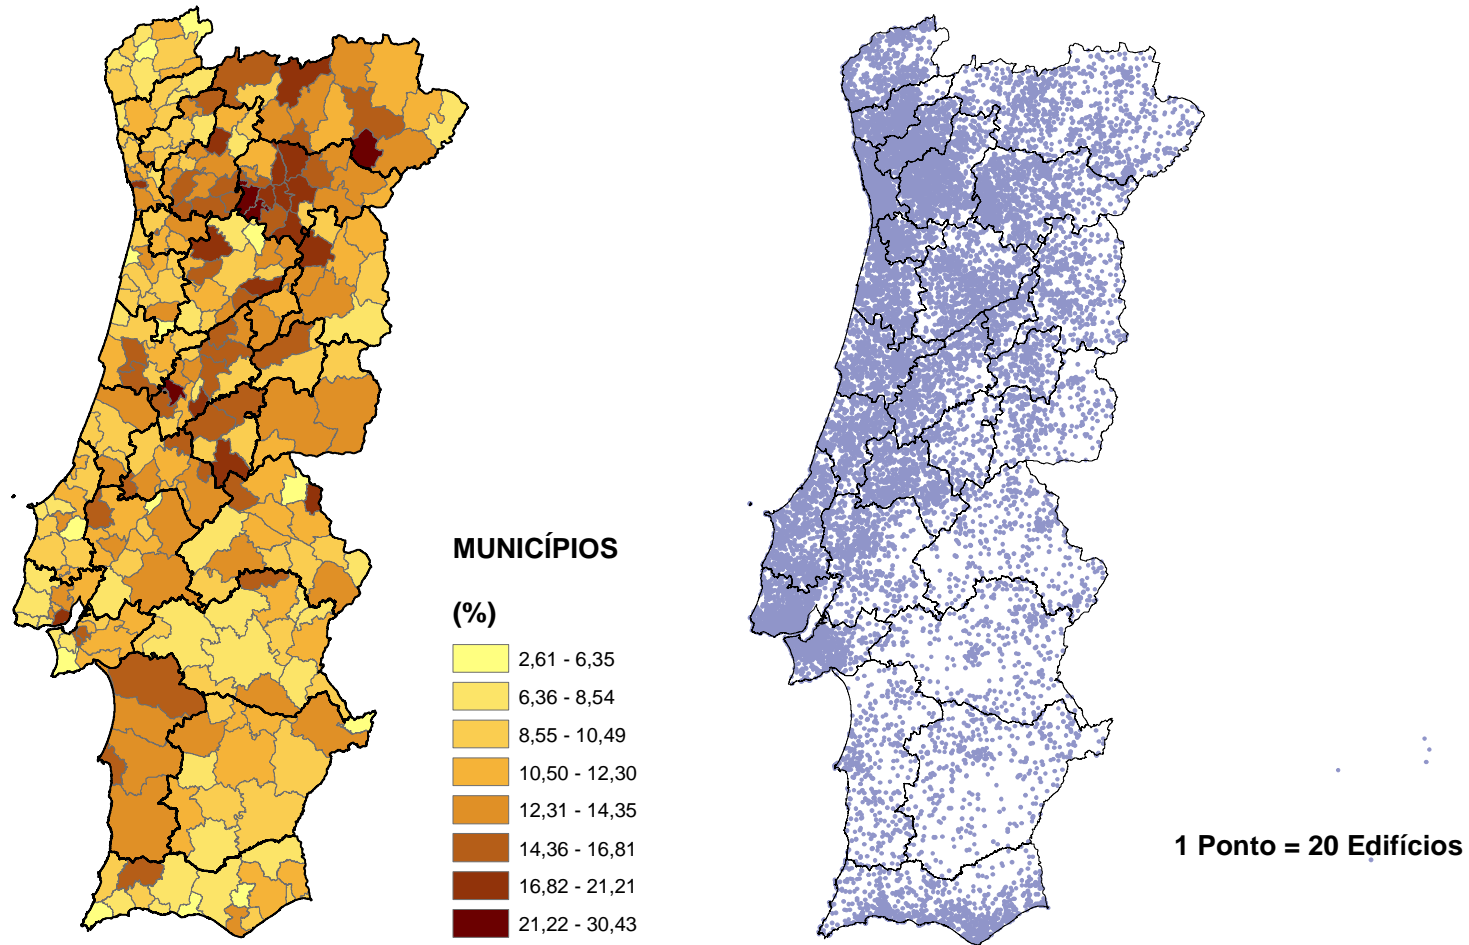 MUNICÍPIOS
(%)
2,61 - 6,35
6,36 - 8,54
8,55 - 10,49
10,50 - 12,30
12,31 - 14,35
14,36 - 16,81
16,82 - 21,21
21,22 - 30,43
1 Ponto = 20 Edifícios